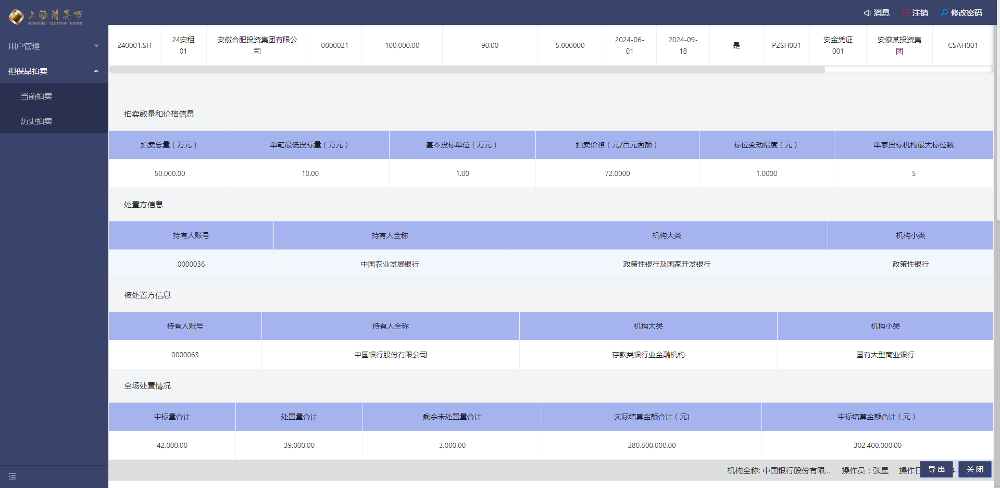 上海清算所
SHANGHAI CLEARING HOUSE
消息 注销 修改密码
用户管理
担保品拍卖
当前拍卖
历史拍卖
240001.SH 24安租01 安徽合肥投资集团有限公司 0000021 100,000.00 90.00 5.000000 2024-06-01 2024-09-18 是 PZSH001 安金凭证001 安徽某投资集团 CSAH001
拍卖数量和价格信息
拍卖总量（万元） 单笔最低投标量（万元） 基本投标单位（万元） 拍卖价格（元/百元面额） 标位变动幅度（元） 单家投标机构最大标位数
50,000.00 10.00 1.00 72.0000 1.0000 5
处置方信息
持有人账号 持有人全称 机构大类 机构小类
0000036 中国农业发展银行 政策性银行及国家开发银行 政策性银行
被处置方信息
持有人账号 持有人全称 机构大类 机构小类
0000063 中国银行股份有限公司 存款类银行业金融机构 国有大型商业银行
全场处置情况
中标量合计 处置量合计 剩余未处置量合计 实际结算金额合计（元) 中标结算金额合计（元）
42,000.00 39,000.00 3,000.00 280,800,000.00 302,400,000.00
机构全称: 中国银行股份有限... 操作员：张星 操作日 导出 4- 关闭